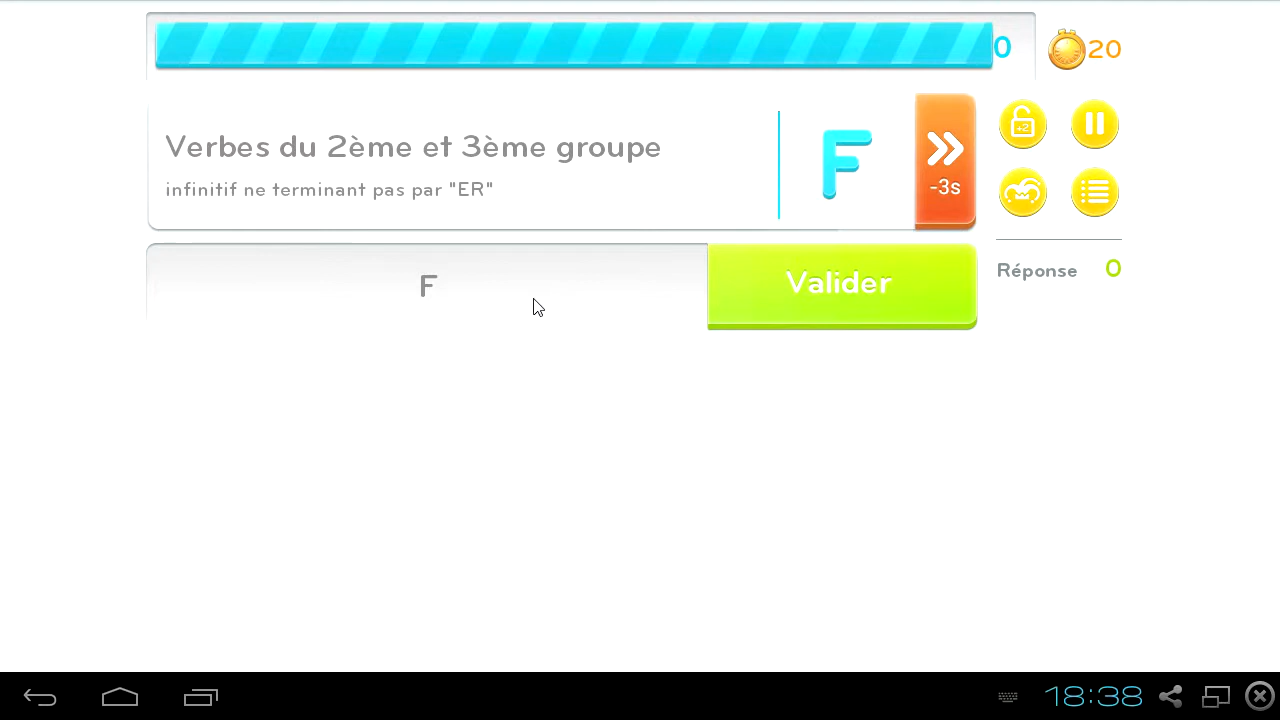 0
20
Verbes du 2ème et 3ème groupe
infinitif ne terminant pas par "ER"
F
-3s
+2
F
Valider
Réponse 0
18:38